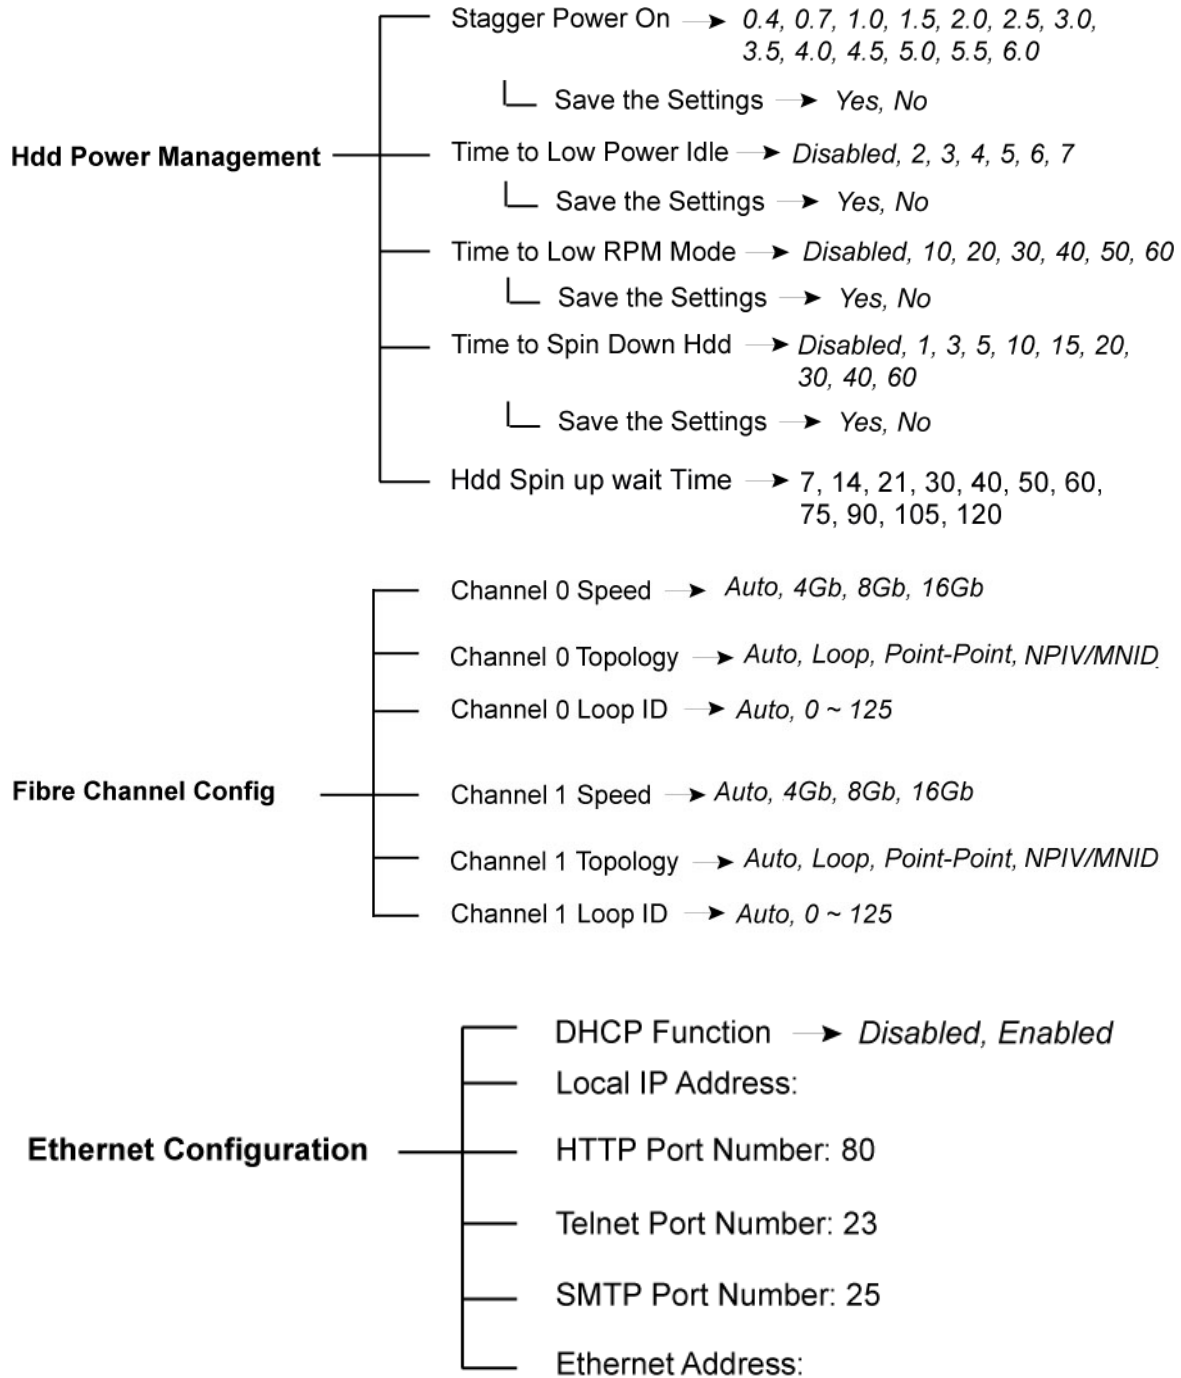 Stagger Power On 0.4, 0.7, 1.0, 1.5, 2.0, 2.5, 3.0,
3.5, 4.0, 4.5, 5.0, 5.5, 6.0
Save the Settings Yes, No
Hdd Power Management
Time to Low Power Idle Disabled, 2, 3, 4, 5, 6, 7
Save the Settings Yes, No
Time to Low RPM Mode Disabled, 10, 20, 30, 40, 50, 60
Save the Settings Yes, No
Time to Spin Down Hdd Disabled, 1, 3, 5, 10, 15, 20,
30, 40, 60
Save the Settings Yes, No
Hdd Spin up wait Time 7, 14, 21, 30, 40, 50, 60,
75, 90, 105, 120
Channel 0 Speed Auto, 4Gb, 8Gb, 16Gb
Channel 0 Topology Auto, Loop, Point-Point, NPIV/MNID
Channel 0 Loop ID Auto, 0 ~ 125
Fibre Channel Config
Channel 1 Speed Auto, 4Gb, 8Gb, 16Gb
Channel 1 Topology Auto, Loop, Point-Point, NPIV/MNID
Channel 1 Loop ID Auto, 0 ~ 125
DHCP Function Disabled, Enabled
Local IP Address:
Ethernet Configuration
HTTP Port Number: 80
Telnet Port Number: 23
SMTP Port Number: 25
Ethernet Address: